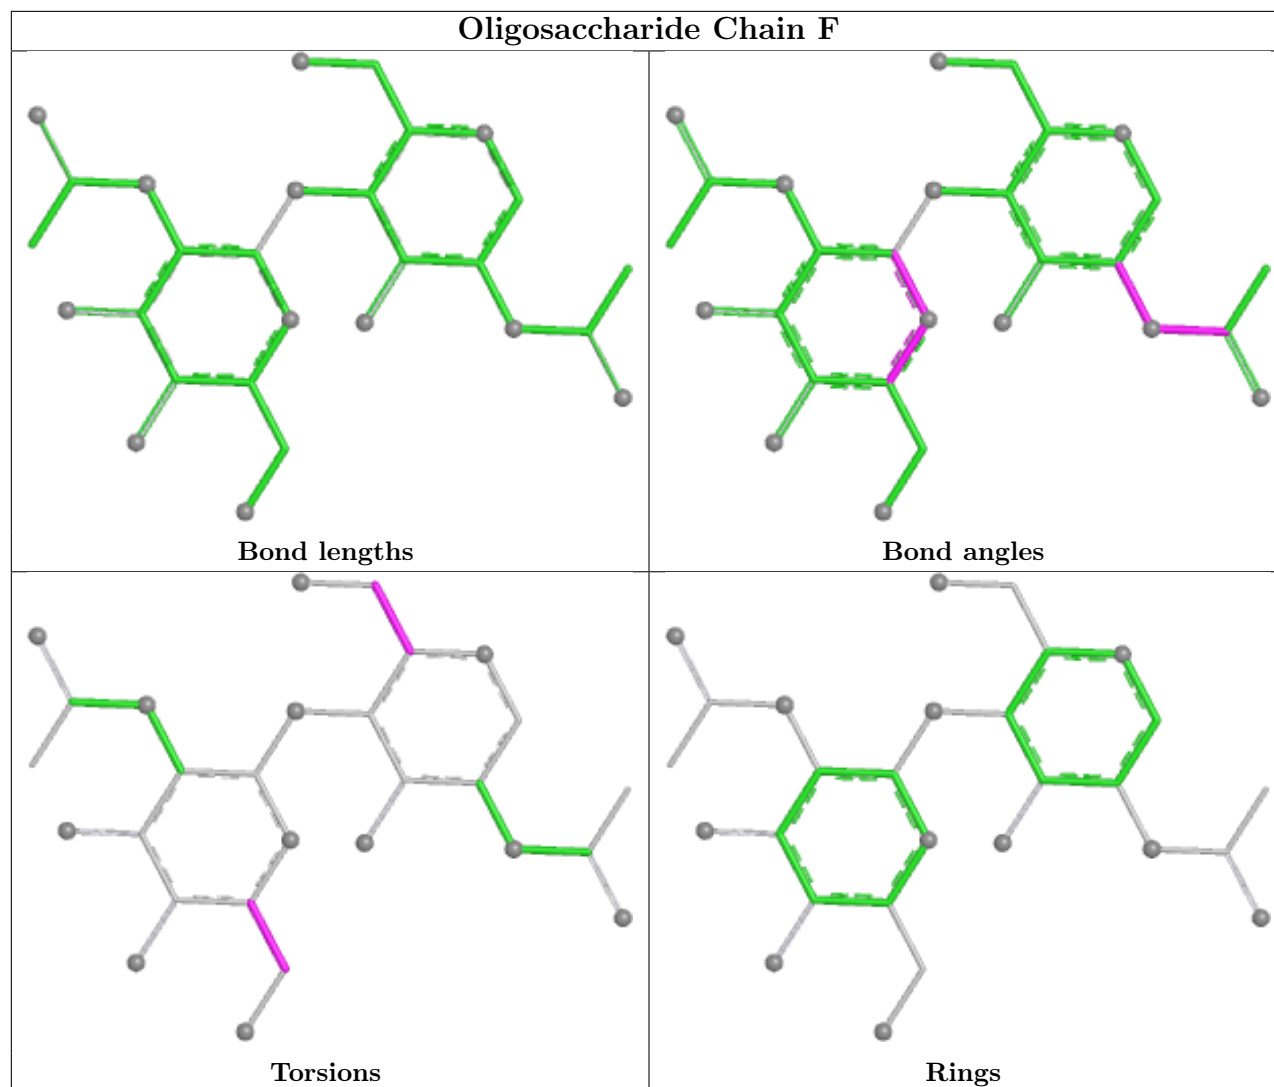 Oligosaccharide Chain F
Bond lengths
Bond angles
Torsions
Rings